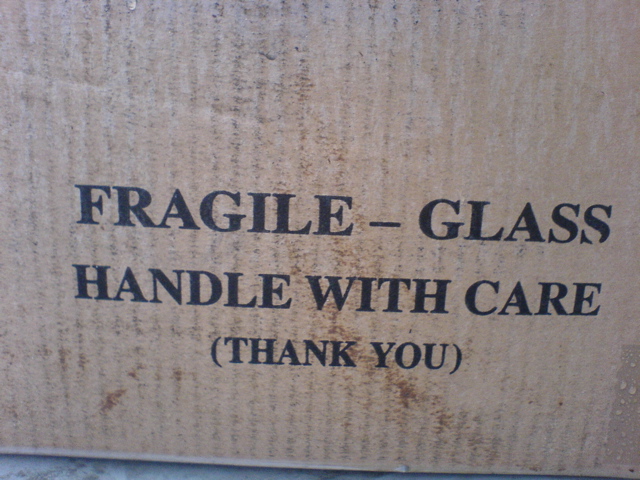 FRAGILE – GLASS
HANDLE WITH CARE
(THANK YOU)